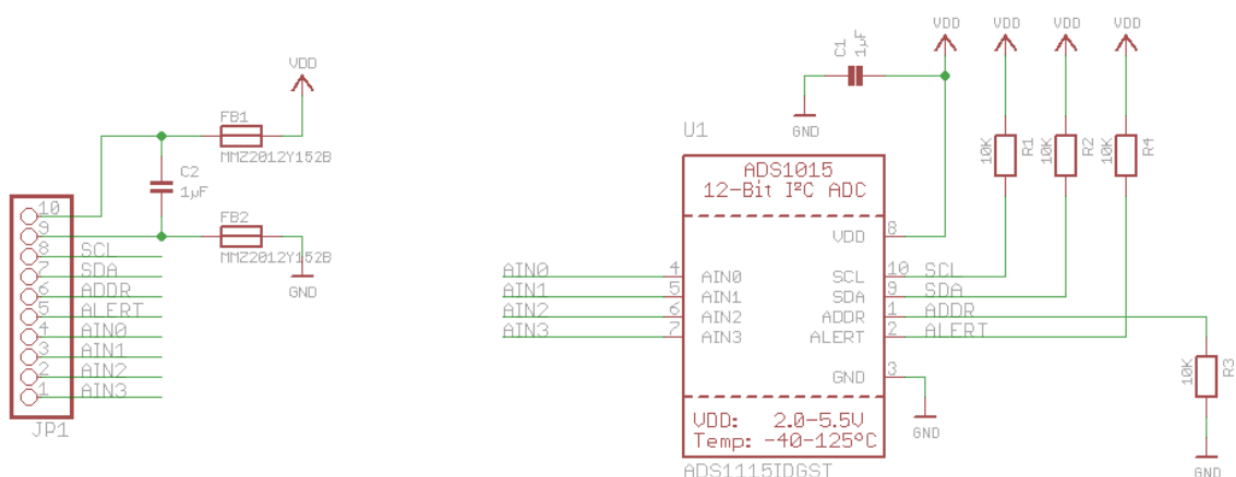 VDD
FB1
MMZ2012Y152B
C2
1µF
FB2
MMZ2012Y152B
GND
10
9
8 SCL
7 SDA
6 ADDR
5 ALERT
4 AIN0
3 AIN1
2 AIN2
1 AIN3
JP1
VDD
VDD
VDD
VDD
C1
1µF
GND
10K
R1
10K
R2
10K
R4
U1
ADS1015
12-Bit I²C ADC
VDD 8
AIN0 4 AIN0 SCL 10 SCL
AIN1 5 AIN1 SDA 9 SDA
AIN2 6 AIN2 ADDR 1 ADDR
AIN3 7 AIN3 ALERT 2 ALERT
GND 3
GND
VDD: 2.0-5.5V
Temp: -40-125°C
ADS1115IDGST
10K
R3
GND